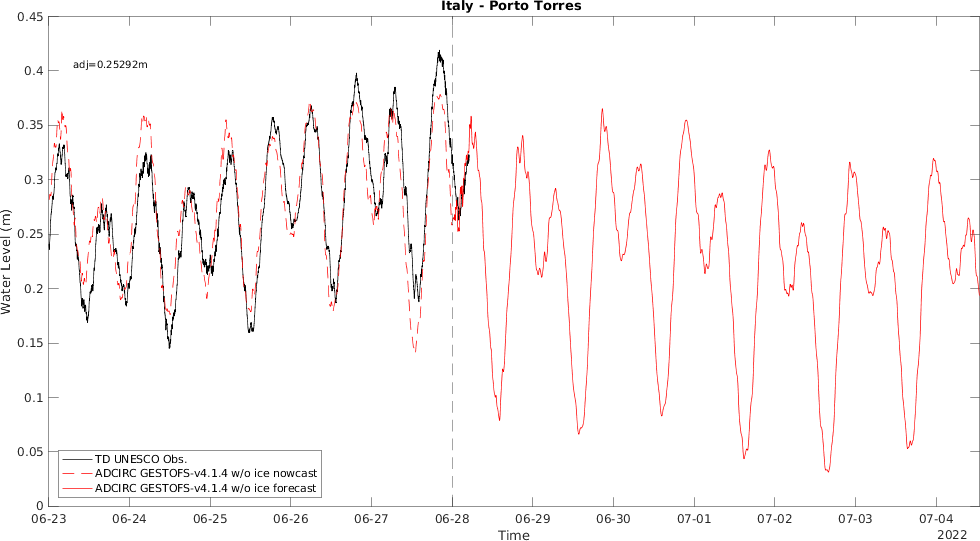 Italy - Porto Torres
adj=0.25292m
0.45
0.4
0.35
0.3
0.25
0.2
0.15
0.1
0.05
0
Water Level (m)
TD UNESCO Obs.
ADCIRC GESTOFS-v4.1.4 w/o ice nowcast
ADCIRC GESTOFS-v4.1.4 w/o ice forecast
06-23 06-24 06-25 06-26 06-27 06-28 06-29 06-30 07-01 07-02 07-03 07-04
Time
2022